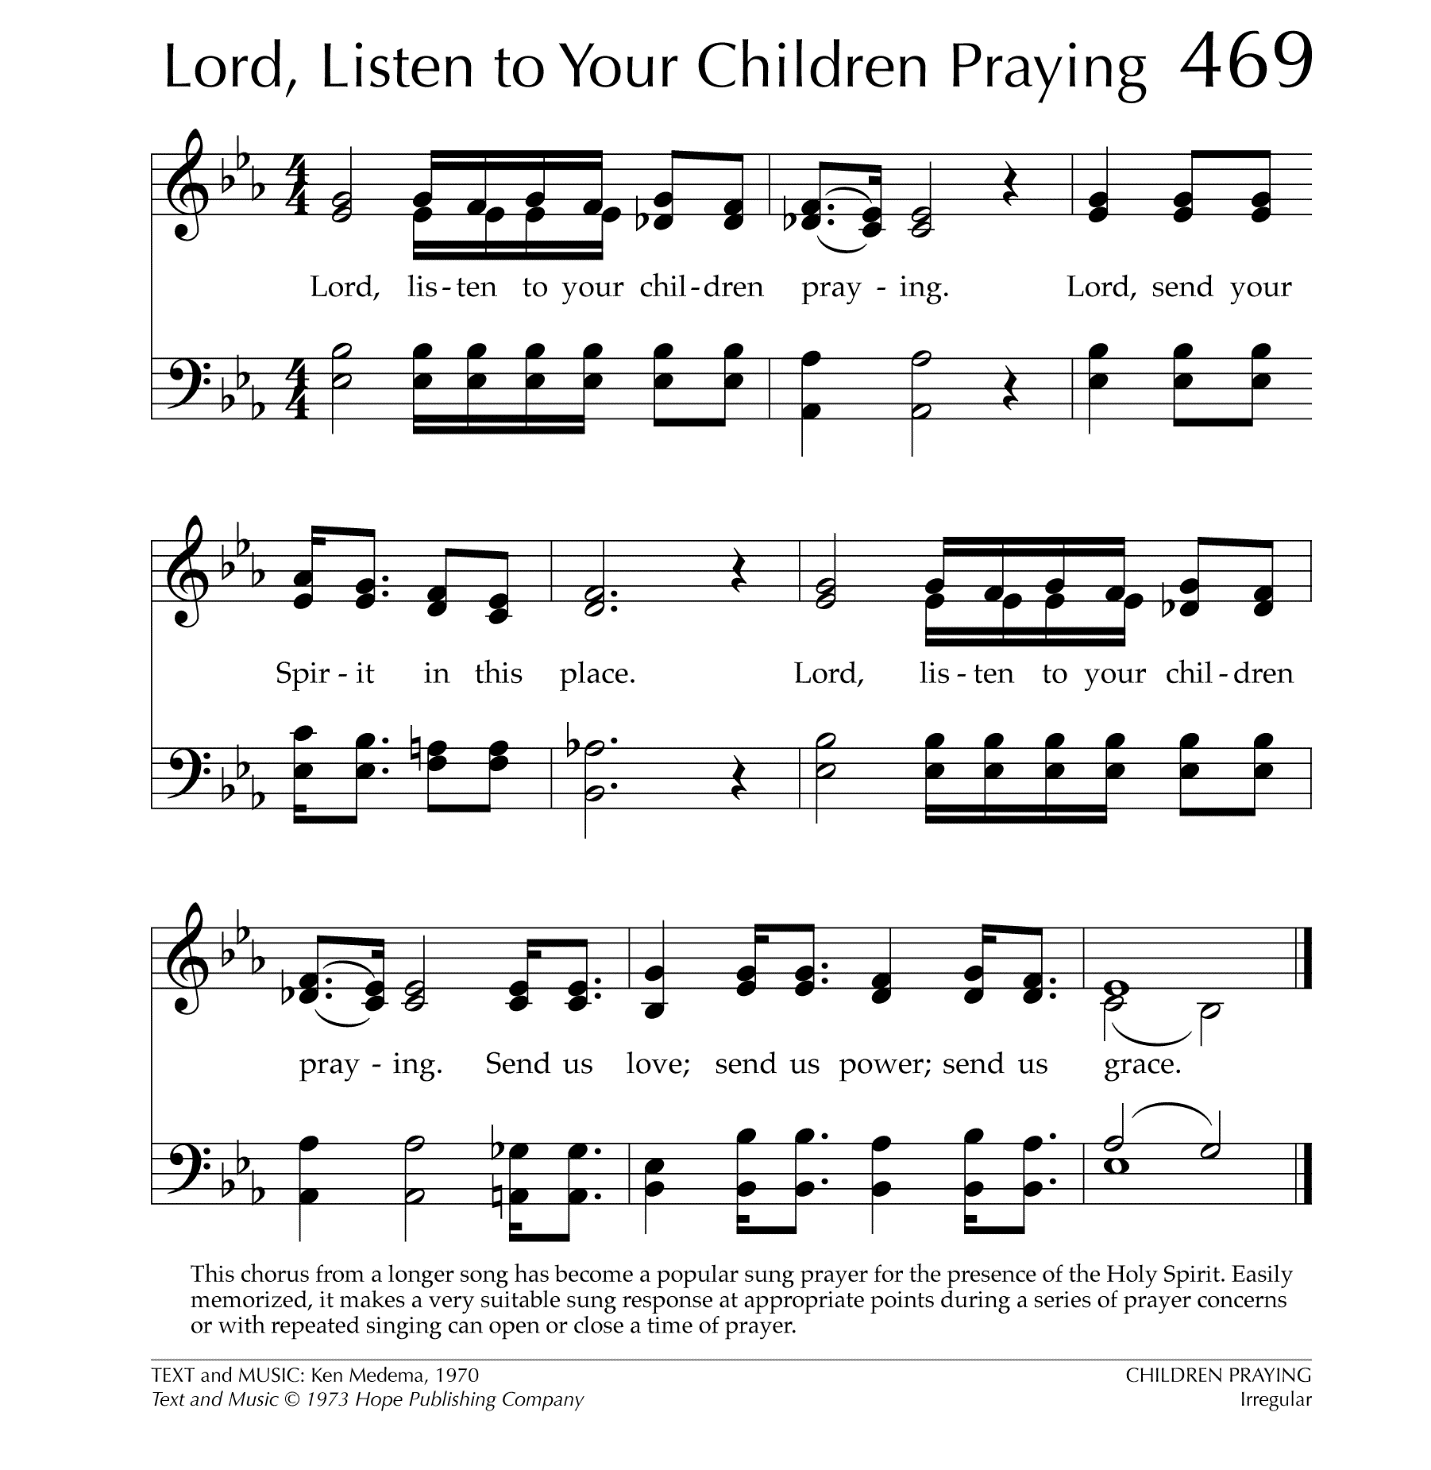 Lord, Listen to Your Children Praying 469
Lord, lis-ten to your chil-dren pray - ing. Lord, send your
Spir - it in this place. Lord, lis - ten to your chil - dren
pray - ing. Send us love; send us power; send us grace.
This chorus from a longer song has become a popular sung prayer for the presence of the Holy Spirit. Easily
memorized, it makes a very suitable sung response at appropriate points during a series of prayer concerns
or with repeated singing can open or close a time of prayer.
TEXT and MUSIC: Ken Medema, 1970 CHILDREN PRAYING
Text and Music © 1973 Hope Publishing Company Irregular